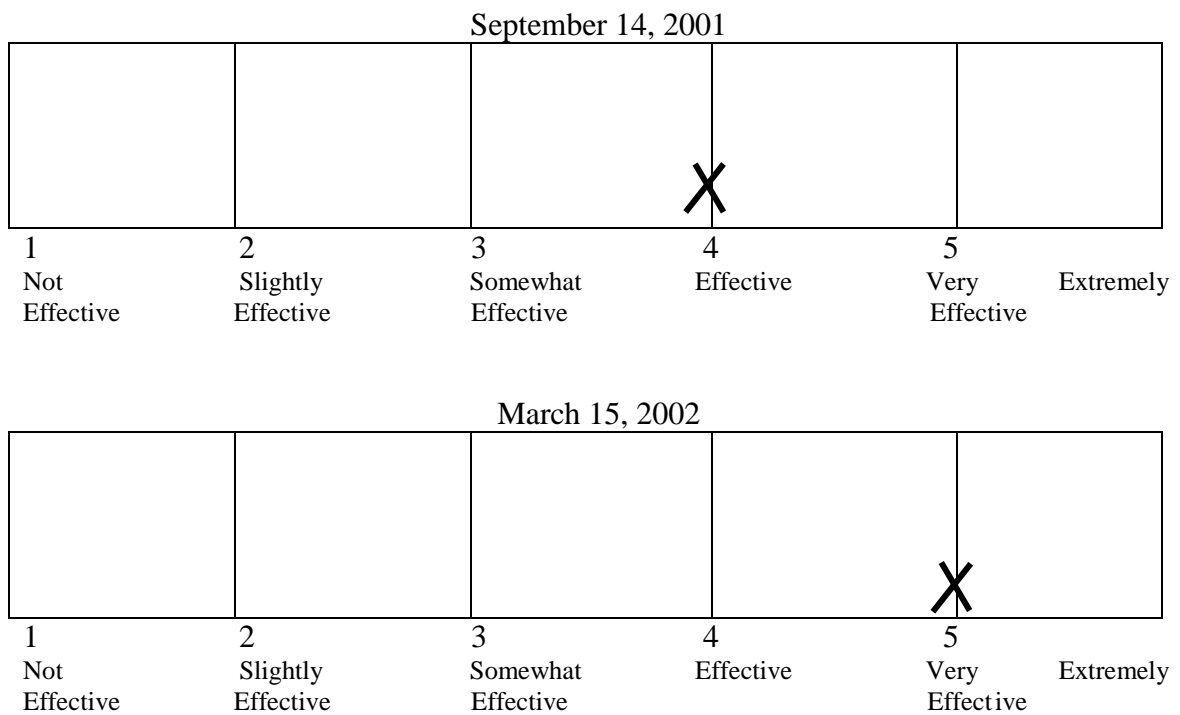 September 14, 2001
1 2 3 4 5
Not Slightly Somewhat Effective Very Extremely
Effective Effective Effective Effective
March 15, 2002
1 2 3 4 5
Not Slightly Somewhat Effective Very Extremely
Effective Effective Effective Effective